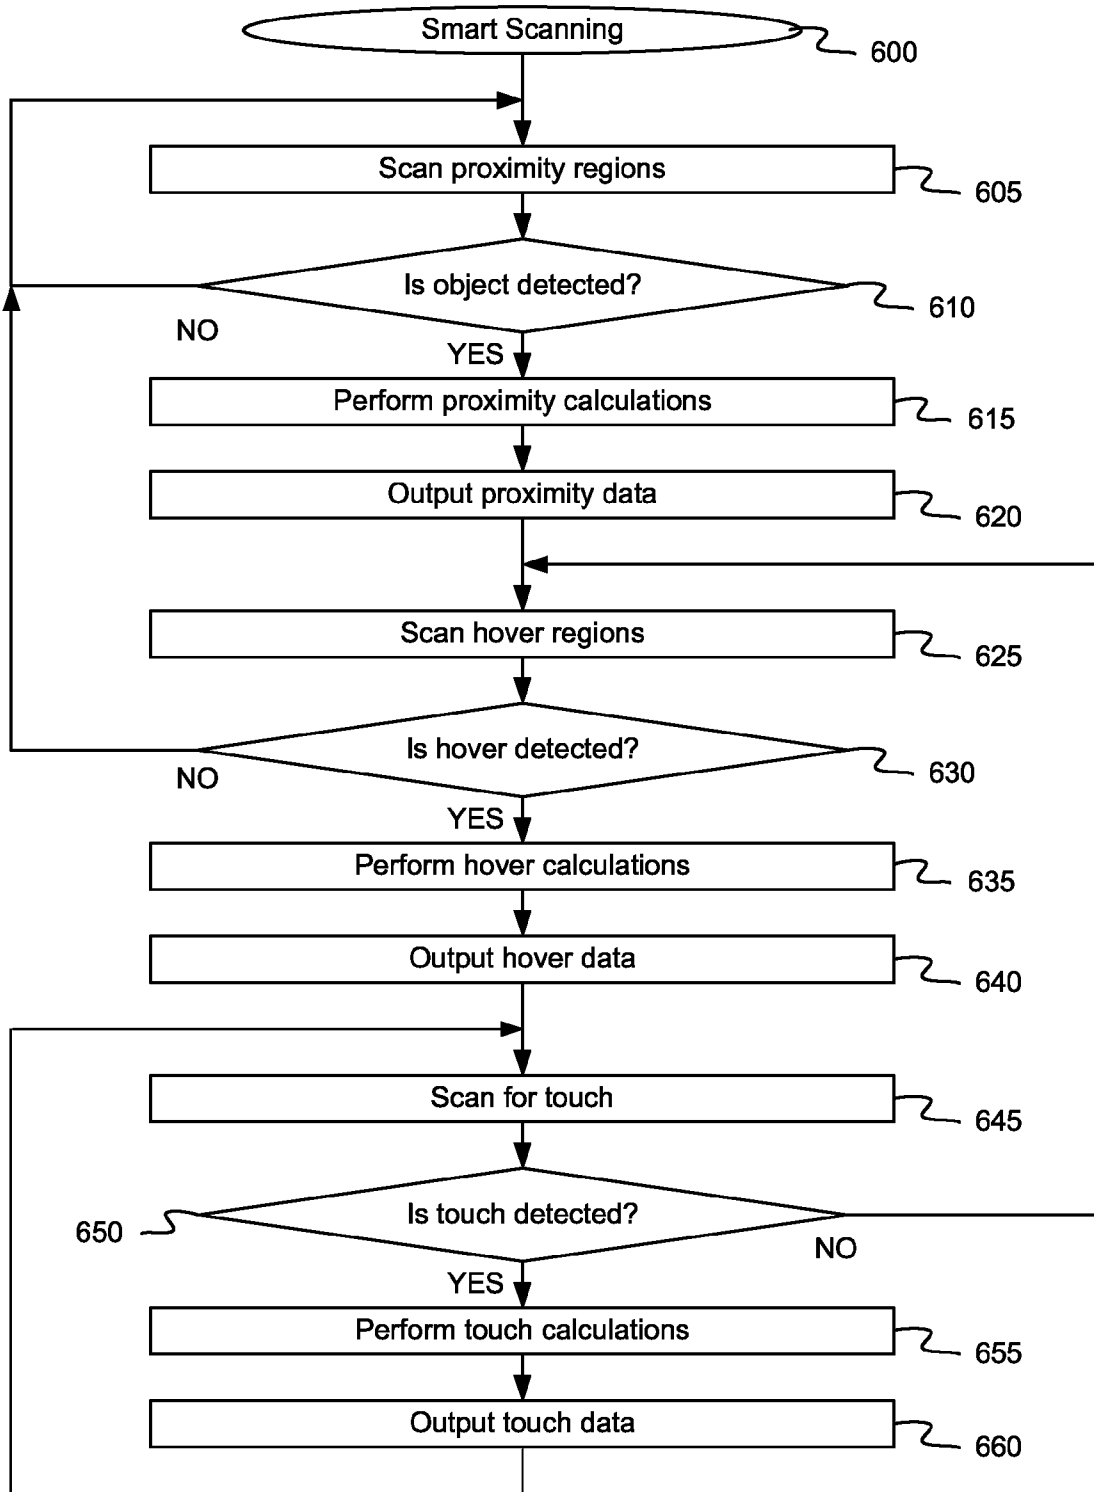 Smart Scanning
600
Scan proximity regions
605
Is object detected?
610
NO
YES
Perform proximity calculations
615
Output proximity data
620
Scan hover regions
625
Is hover detected?
630
NO
YES
Perform hover calculations
635
Output hover data
640
Scan for touch
645
Is touch detected?
650
NO
YES
Perform touch calculations
655
Output touch data
660